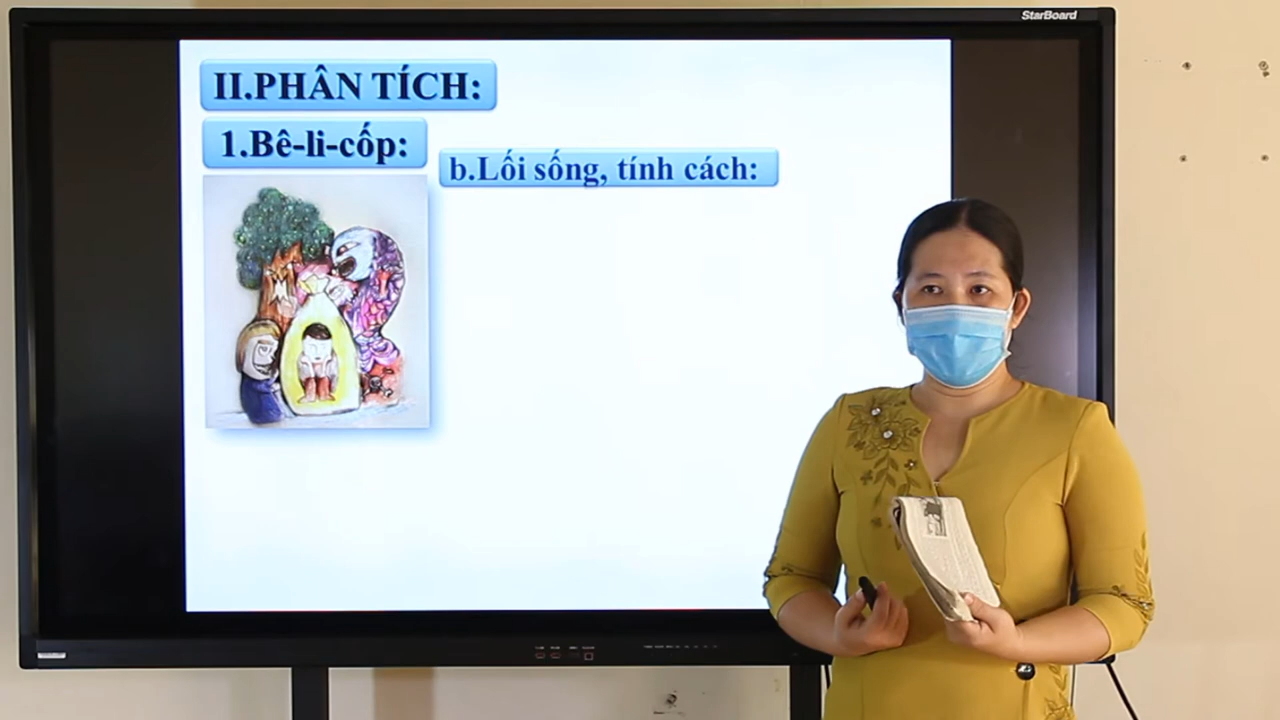 StarBoard
II.PHÂN TÍCH:
1.Bê-li-cốp:
b.Lối sống, tính cách: